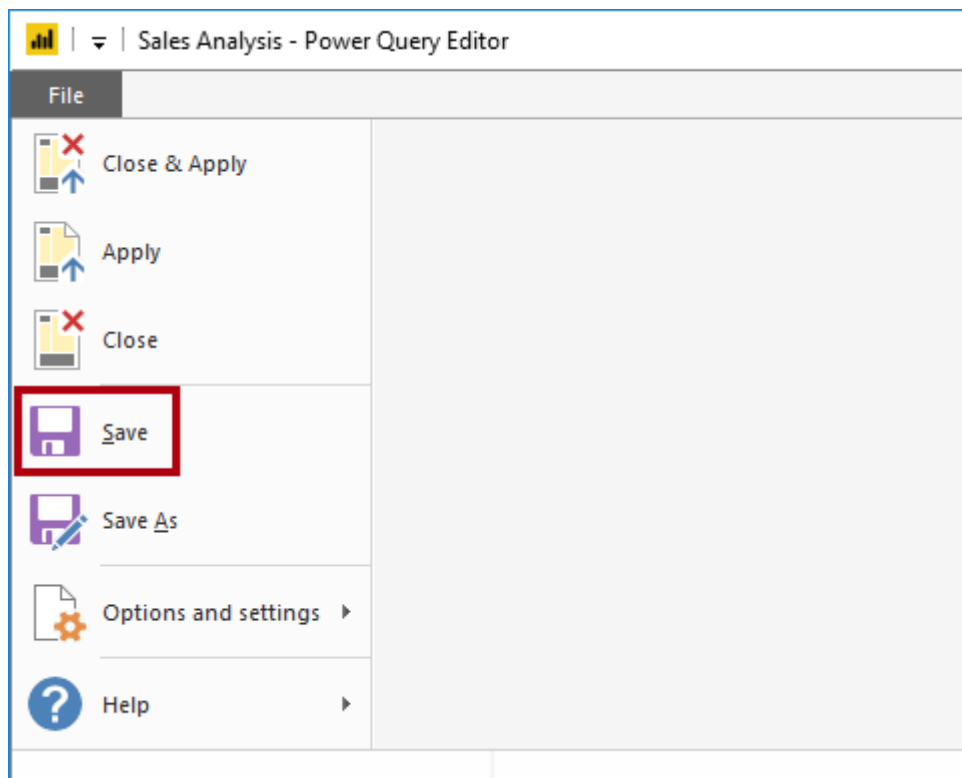 Sales Analysis - Power Query Editor
File
Close & Apply
Apply
Close
Save
Save As
Options and settings
Help